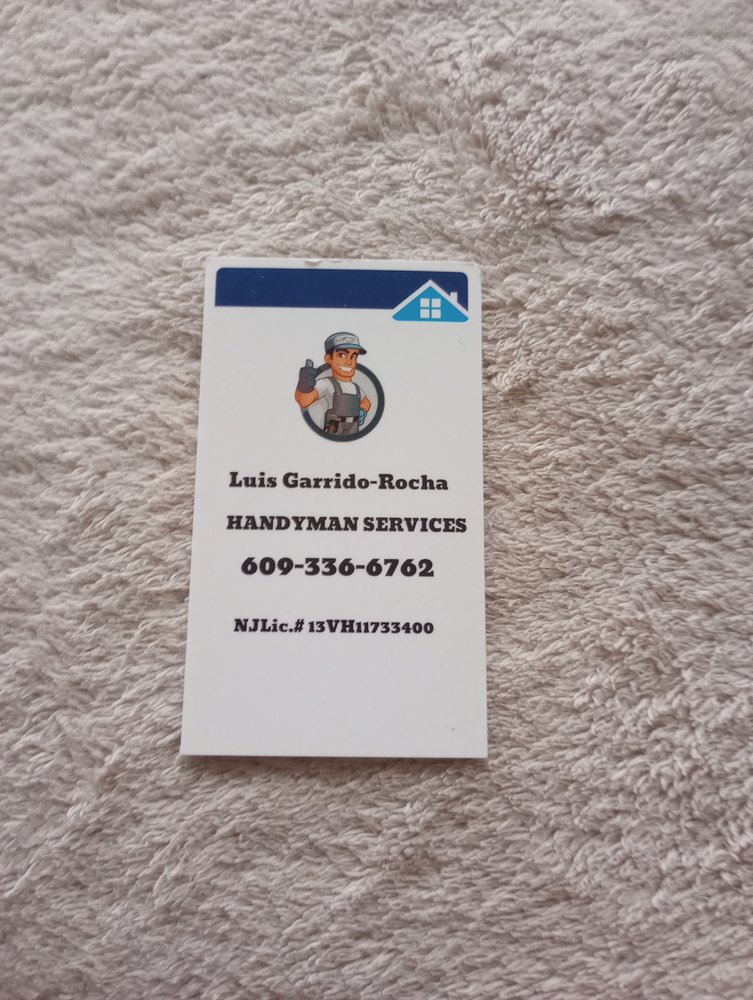 Luis Garrido-Rocha
HANDYMAN SERVICES
609-336-6762
NJLic.# 13VH11733400